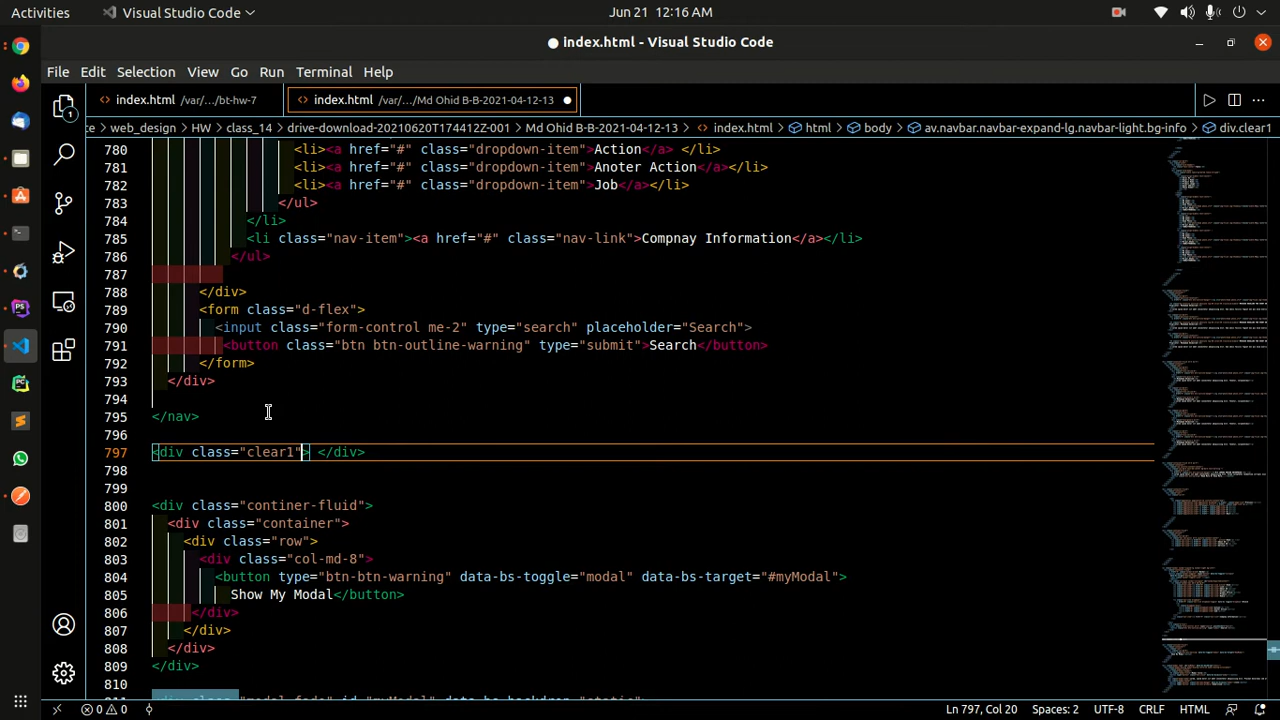 Activities
Visual Studio Code
Jun 21 12:16 AM
● index.html - Visual Studio Code
File Edit Selection View Go Run Terminal Help
index.html /var/.../bt-hw-7
index.html /var/.../Md Ohid B-B-2021-04-12-13 ●
ce > web_design > HW > class_14 > drive-download-20210620T174412Z-001 > Md Ohid B-B-2021-04-12-13 > index.html > html > body > av.navbar.navbar-expand-lg.navbar-light.bg-info > div.clear1
780 <li><a href="#" class="dropdown-item">Action</a> </li>
781 <li><a href="#" class="dropdown-item">Anoter Action</a></li>
782 <li><a href="#" class="dropdown-item">Job</a></li>
783 </ul>
784 </li>
785 <li class="nav-item"><a href="#" class="nav-link">Compnay Information</a></li>
786 </ul>
787
788 </div>
789 <form class="d-flex">
790 <input class="form-control me-2" type="search" placeholder="Search">
791 <button class="btn btn-outline-warning" type="submit">Search</button>
792 </form>
793 </div>
794
795 </nav>
796
797 <div class="clear1"> </div>
798
799
800 <div class="continer-fluid">
801 <div class="container">
802 <div class="row">
803 <div class="col-md-8">
804 <button type="btn-btn-warning" data-bs-toggle="modal" data-bs-target="#myModal">
805 Show My Modal</button>
806 </div>
807 </div>
808 </div>
809 </div>
810
1
0 0
Ln 797, Col 20 Spaces: 2 UTF-8 CRLF HTML